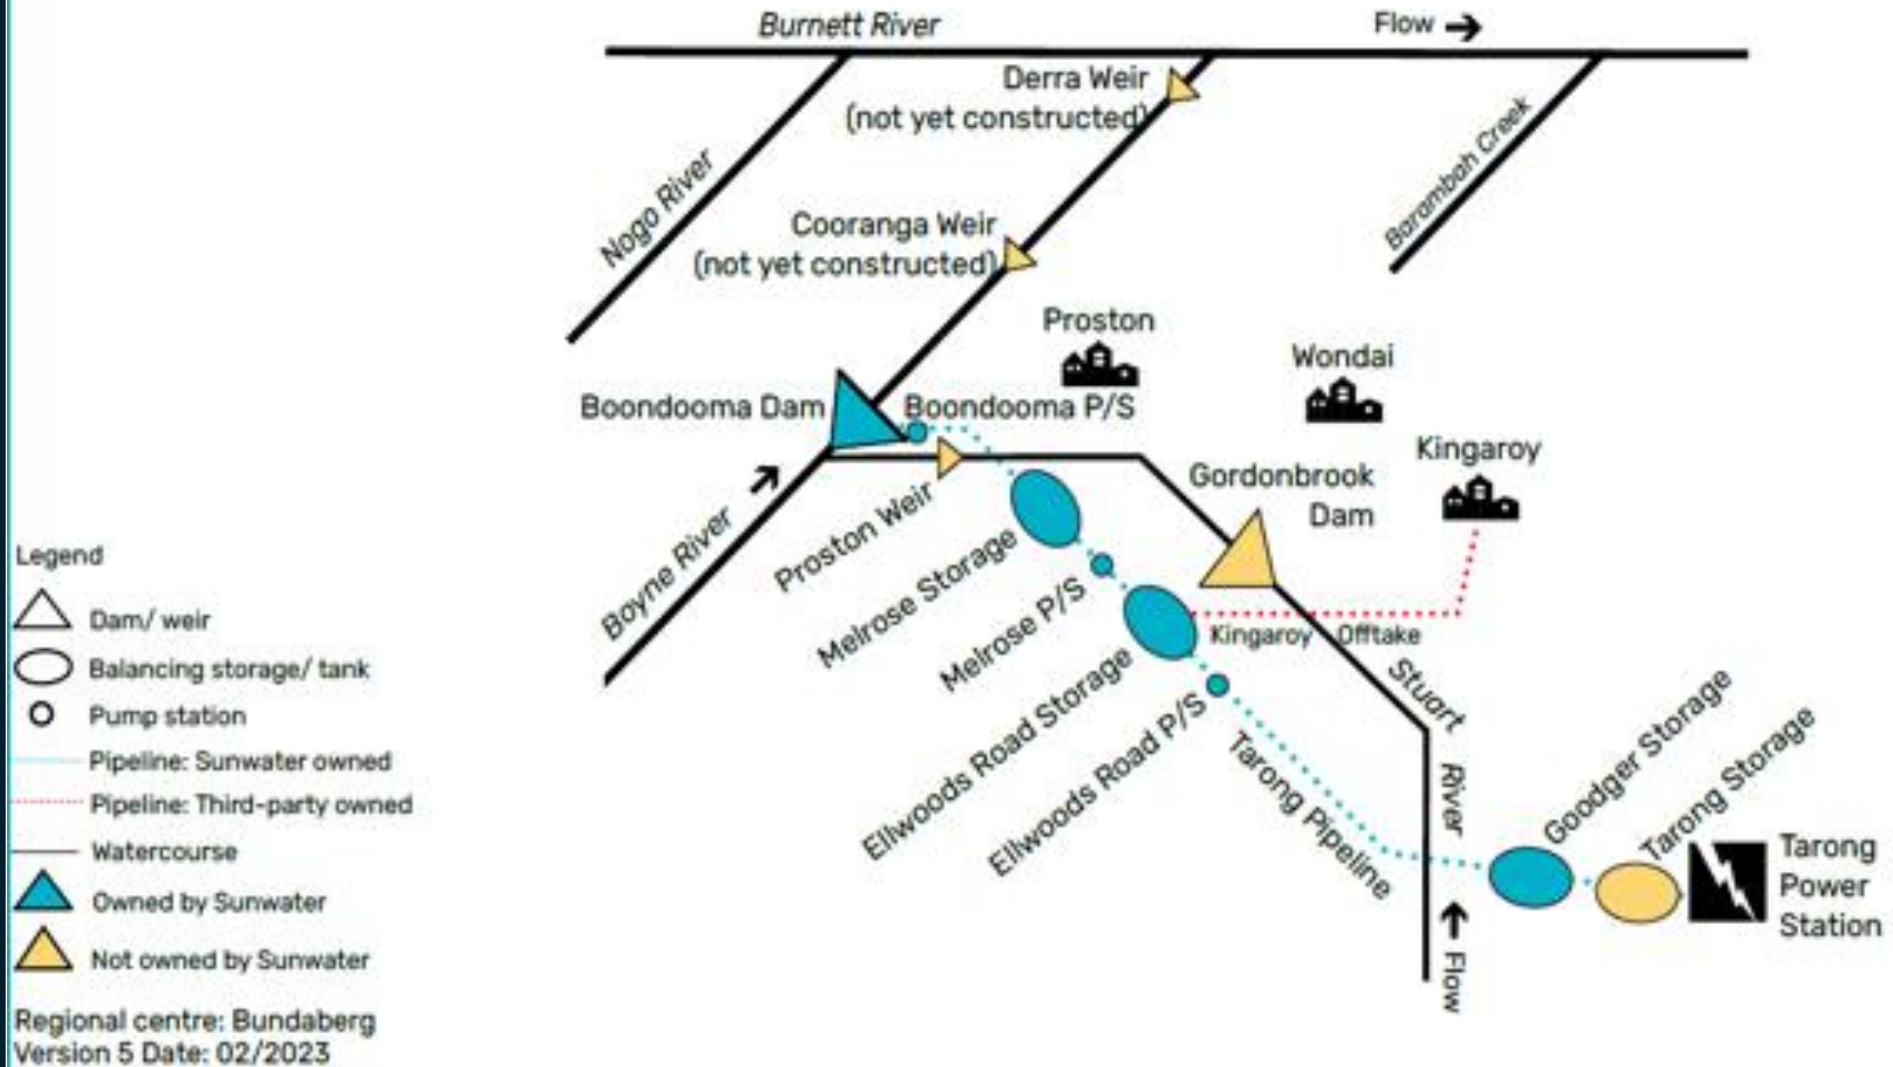 Burnett River
Flow
Derra Weir
(not yet constructed)
Nogo River
Barambah Creek
Cooranga Weir
(not yet constructed)
Proston
Wondai
Boondooma Dam
Boondooma P/S
Kingaroy
Gordonbrook
Dam
Boyne River
Proston Weir
Melrose Storage
Melrose P/S
Kingaroy Offtake
Ellwoods Road Storage
Ellwoods Road P/S
Stuart River
Tarong Pipeline
Goodger Storage
Tarong Storage
Tarong
Power
Station
Flow
Legend
Dam/ weir
Balancing storage/ tank
Pump station
Pipeline: Sunwater owned
Pipeline: Third-party owned
Watercourse
Owned by Sunwater
Not owned by Sunwater
Regional centre: Bundaberg
Version 5 Date: 02/2023